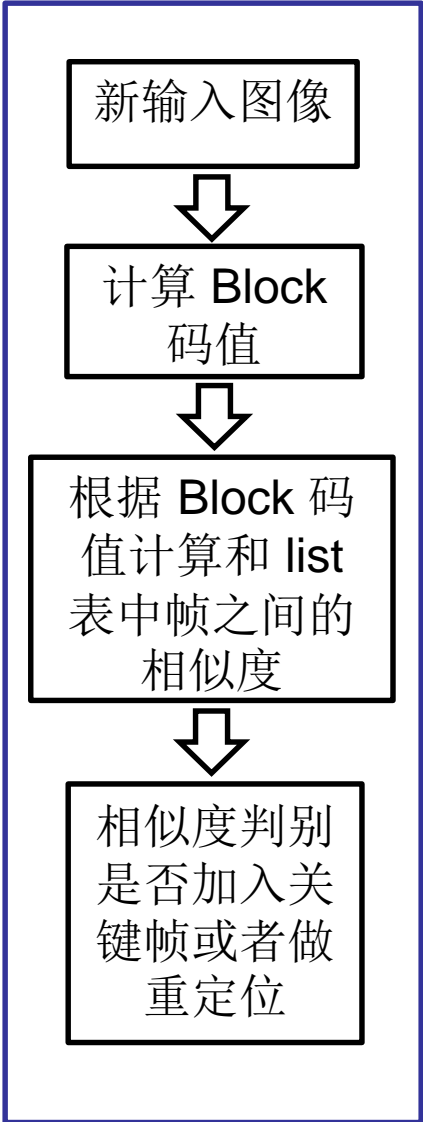 新输入图像
计算 Block
码值
根据 Block 码
值计算和 list
表中帧之间的
相似度
相似度判别
是否加入关
键帧或者做
重定位